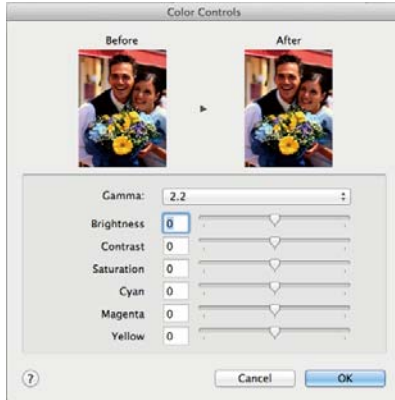 Color Controls
Before After
Gamma: 2.2
Brightness 0
Contrast 0
Saturation 0
Cyan 0
Magenta 0
Yellow 0
? Cancel OK